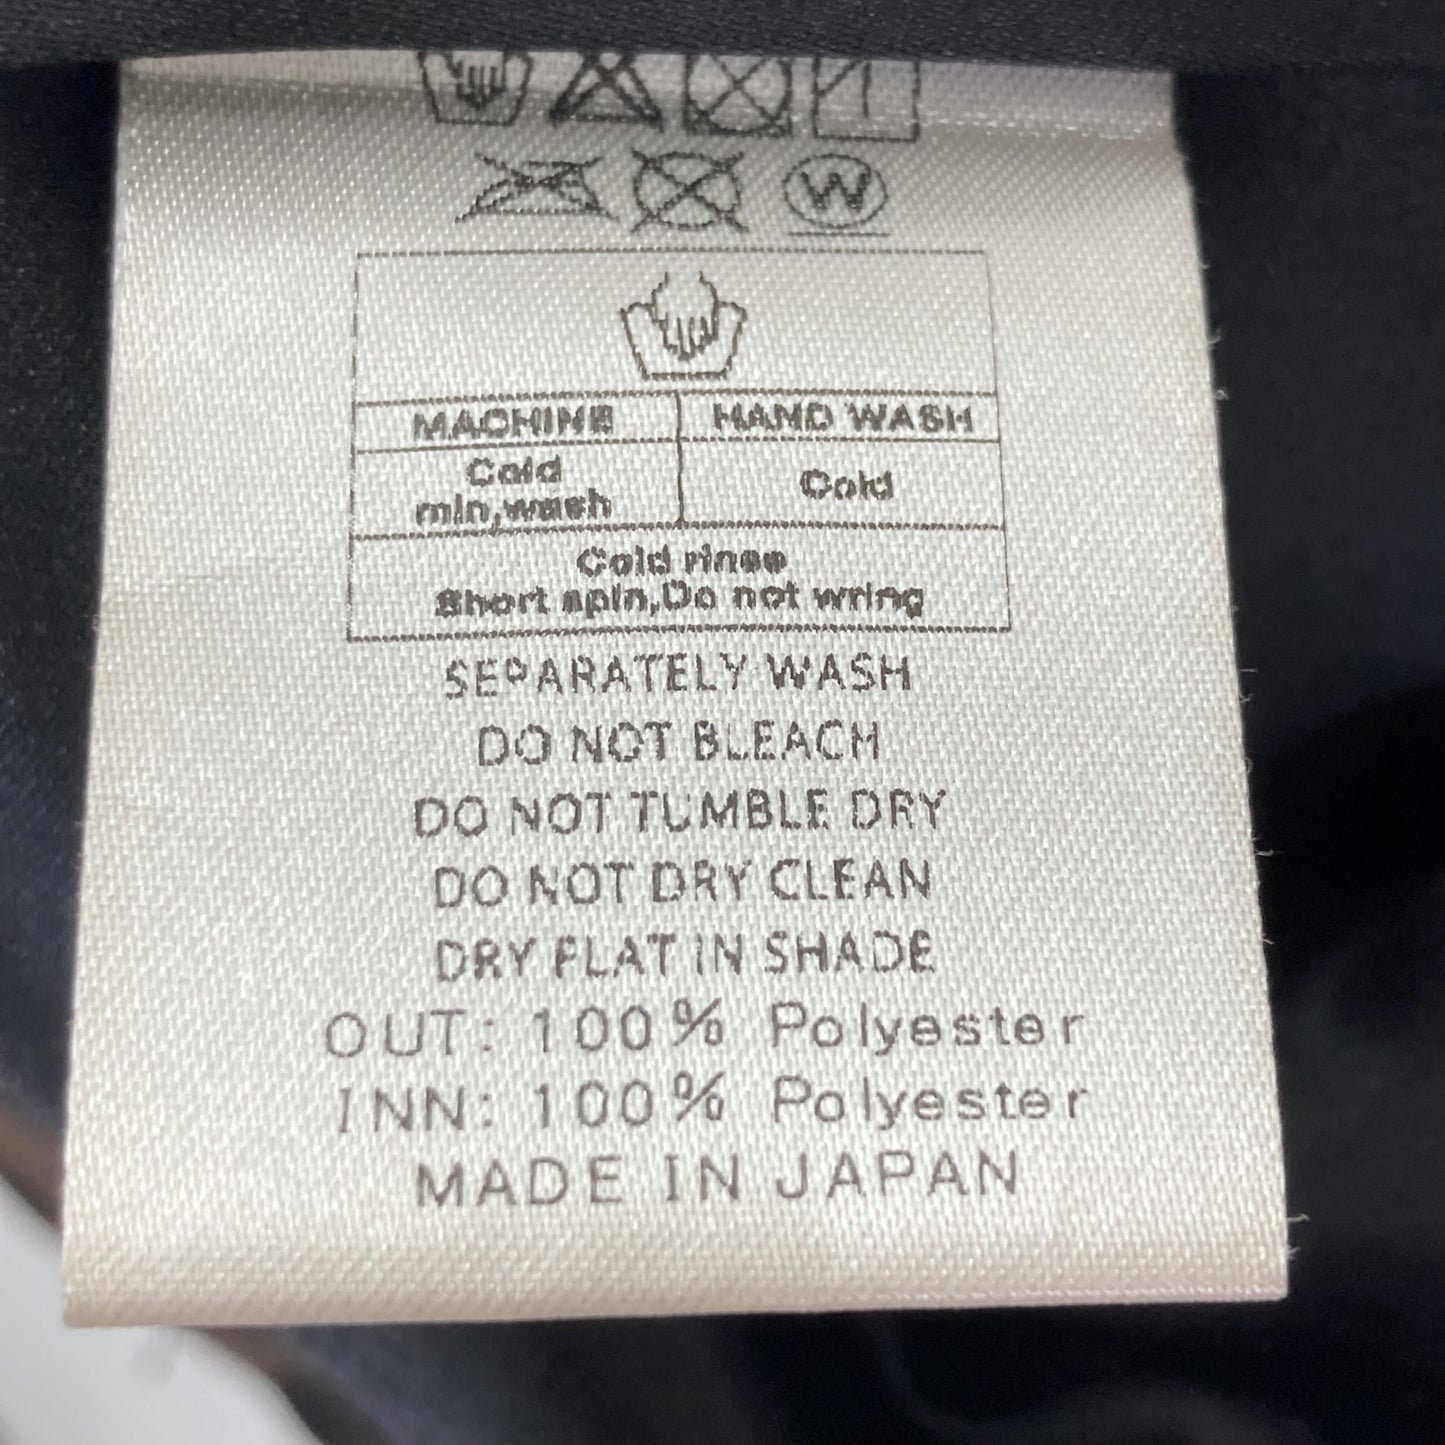 W
MACHINE HAND WASH
Cold
min,wash
Cold
Cold rinse
Short spin,Do not wring
SEPARATELY WASH
DO NOT BLEACH
DO NOT TUMBLE DRY
DO NOT DRY CLEAN
DRY FLAT IN SHADE
OUT: 100% Polyester
INN: 100% Polyester
MADE IN JAPAN